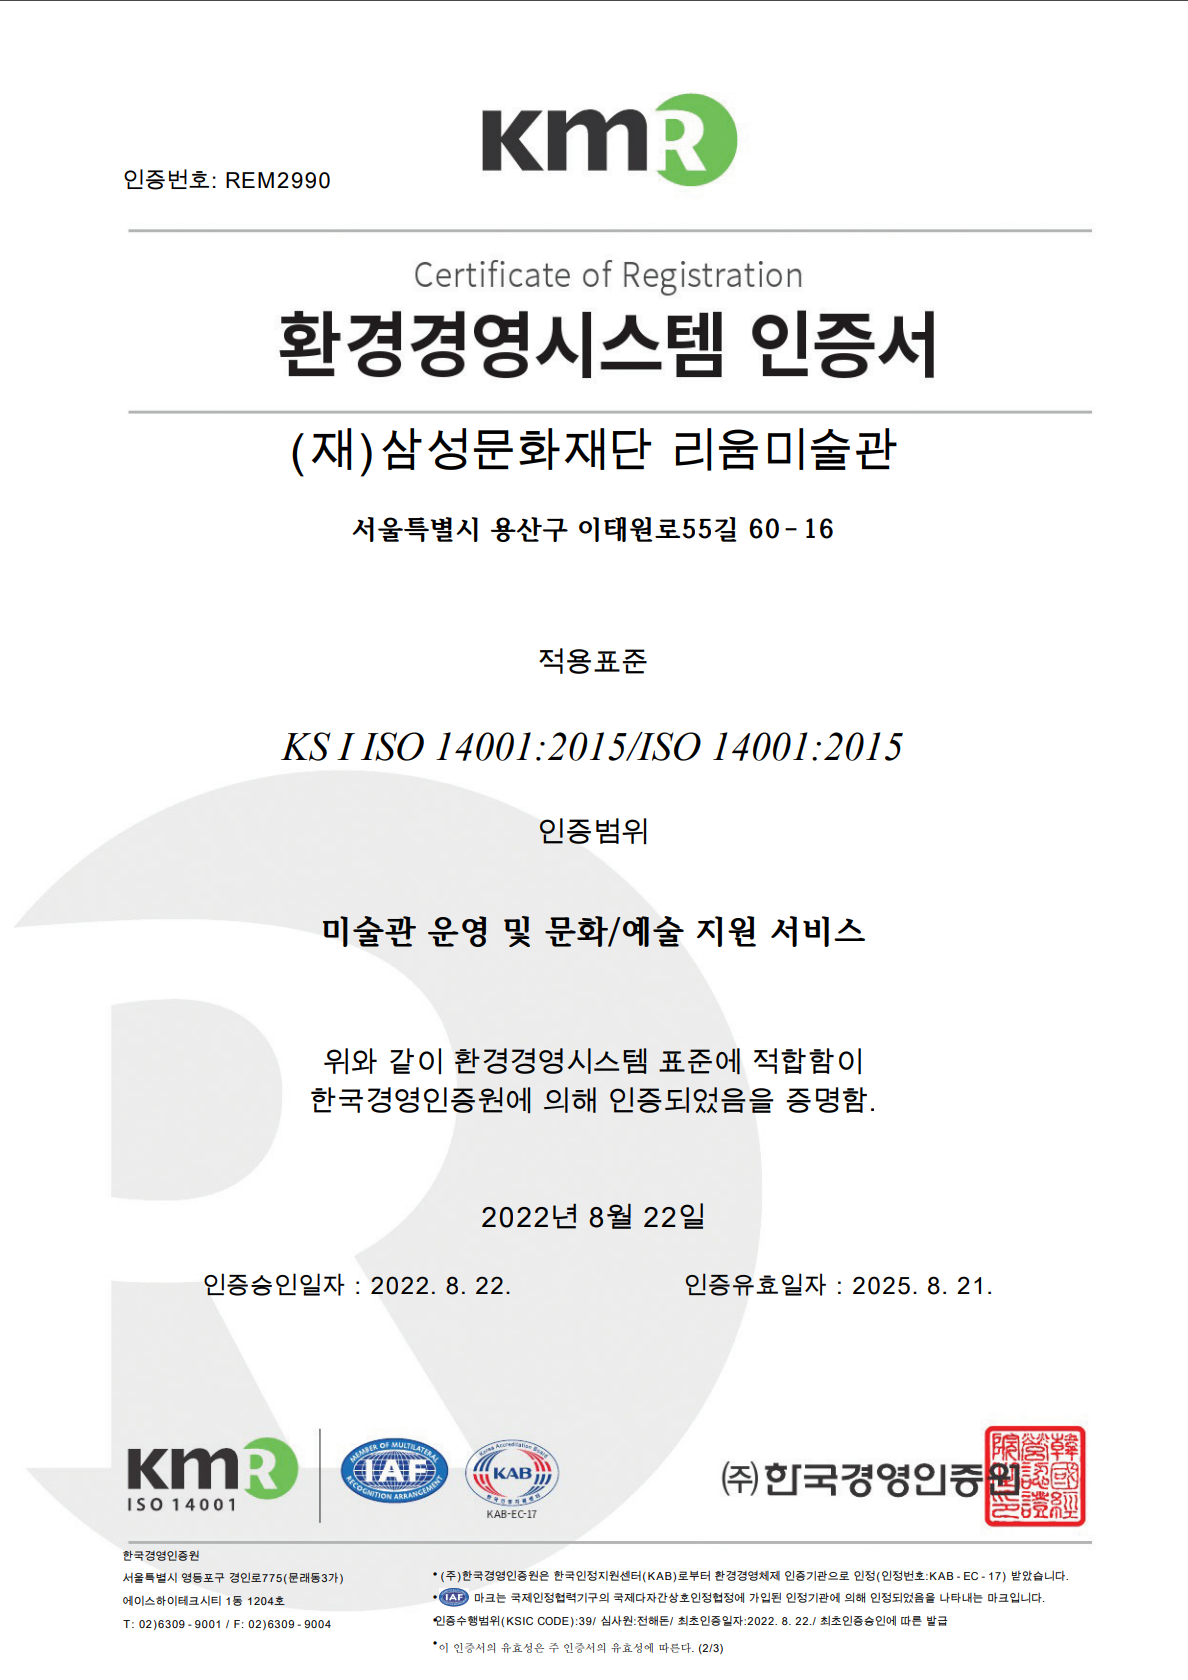 KMR
인증번호: REM2990
Certificate of Registration
환경경영시스템 인증서
(재)삼성문화재단 리움미술관
서울특별시 용산구 이태원로55길 60-16
적용표준
KS I ISO 14001:2015/ISO 14001:2015
인증범위
미술관 운영 및 문화/예술 지원 서비스
위와 같이 환경경영시스템 표준에 적합함이
한국경영인증원에 의해 인증되었음을 증명함.
2022년 8월 22일
인증승인일자 : 2022. 8. 22.
인증유효일자 : 2025. 8. 21.
KMR
ISO 14001
MEMBER OF MULTILATERAL
IAF
RECOGNITION ARRANGEMENT
Korea Accreditation Board
KAB
KAB-EC-17
㈜한국경영인증원
한국경영인증원
서울특별시 영등포구 경인로775(문래동3가)
에이스하이테크시티 1동 1204호
T: 02)6309-9001 / F: 02)6309-9004
• (주)한국경영인증원은 한국인정지원센터(KAB)로부터 환경경영체제 인증기관으로 인정(인정번호:KAB-EC-17) 받았습니다.
• IAF 마크는 국제인정협력기구의 국제다자간상호인정협정에 가입된 인정기관에 의해 인정되었음을 나타내는 마크입니다.
•인증수행범위(KSIC CODE):39/ 심사원:전해돈/ 최초인증일자:2022. 8. 22./ 최초인증승인에 따른 발급
• 이 인증서의 유효성은 주 인증서의 유효성에 따른다. (2/3)